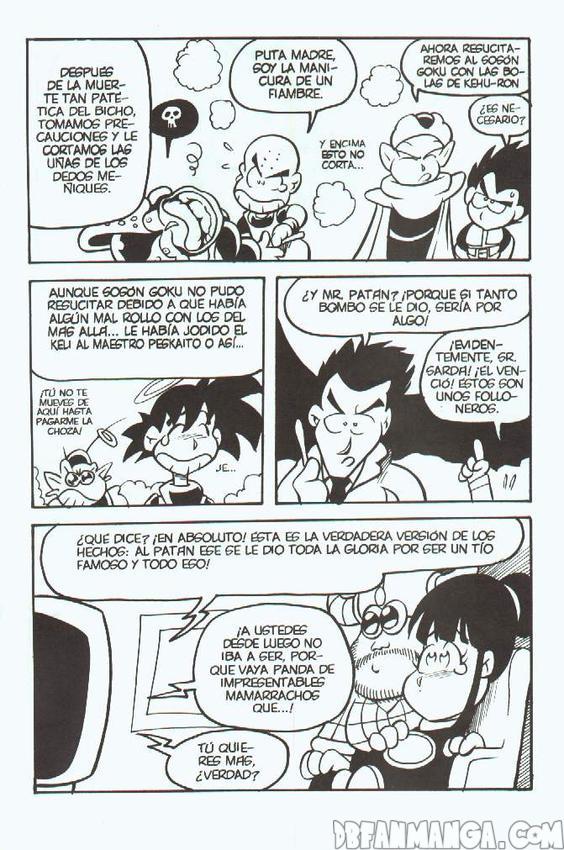 DESPUÉS
DE LA MUER-
TE TAN PATÉ-
TICA DEL BICHO,
TOMAMOS PRE-
CAUCIONES Y LE
CORTAMOS LAS
UÑAS DE LOS
DEDOS ME-
ÑIQUES.
PUTA MADRE,
SOY LA MANI-
CURA DE UN
FIAMBRE.
Y ENCIMA
ESTO NO
CORTA...
AHORA RESUCITA-
REMOS AL SOSÓN
GOKU CON LAS BO-
LAS DE KEHU-RON
¿ES NE-
CESARIO?
AUNQUE SOSÓN GOKU NO PUDO
RESUCITAR DEBIDO A QUE HABÍA
ALGÚN MAL ROLLO CON LOS DEL
MAS ALLA... LE HABÍA JODIDO EL
KELI AL MAESTRO PESKAITO O ASÍ...
¡TÚ NO TE
MUEVES DE
AQUÍ HASTA
PAGARME LA
CHOZA!
JE...
¿Y MR. PATÁN? ¡PORQUE SI TANTO
BOMBO SE LE DIO, SERÍA POR
ALGO!
¡EVIDEN-
TEMENTE, SR.
SARDÁ! ¡EL VEN-
CIÓ! ÉSTOS SON
UNOS FOLLO-
NEROS.
¿QUE DICE? ¡EN ABSOLUTO! ESTA ES LA VERDADERA VERSIÓN DE LOS
HECHOS: AL PATÁN ESE SE LE DIO TODA LA GLORIA POR SER UN TÍO
FAMOSO Y TODO ESO!
¡A USTEDES
DESDE LUEGO NO
IBA A SER, POR-
QUE VAYA PANDA DE
IMPRESENTABLES
MAMARRACHOS
QUE...!
TÚ QUIE-
RES MAS,
¿VERDAD?
DBFANMANGA.COM